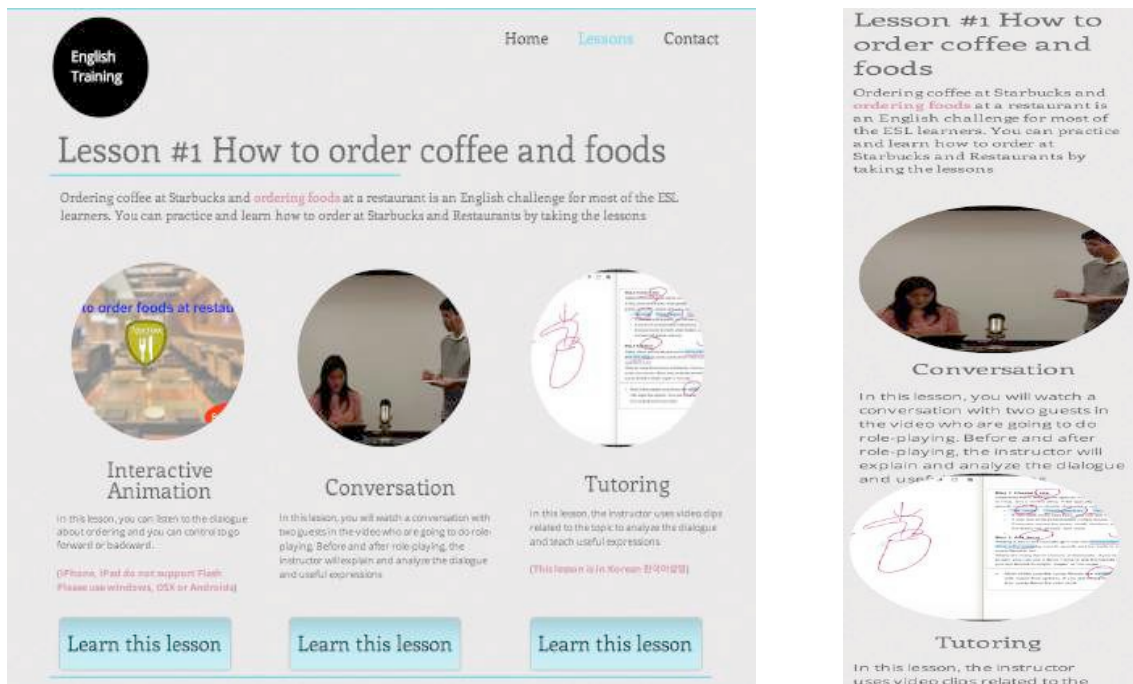 English
Training
Home Lessons Contact
Lesson #1 How to order coffee and foods
Ordering coffee at Starbucks and ordering foods at a restaurant is an English challenge for most of the ESL
learners. You can practice and learn how to order at Starbucks and Restaurants by taking the lessons
to order foods at restau
Interactive
Animation
In this lesson, you can listen to the dialogue
about ordering and you can control to go
forward or backward.
(iPhone, iPad do not support Flash
Please use windows, OSX or Androids)
Learn this lesson
Conversation
In this lesson, you will watch a conversation with
two guests in the video who are going to do role-
playing. Before and after role-playing, the
instructor will explain and analyze the dialogue
and useful expressions
Learn this lesson
Tutoring
In this lesson, the instructor uses video clips
related to the topic to analyze the dialogue
and teach useful expressions
(This lesson is in Korean 한국어설명)
Learn this lesson
Lesson #1 How to
order coffee and
foods
Ordering coffee at Starbucks and
ordering foods at a restaurant is
an English challenge for most of
the ESL learners. You can practice
and learn how to order at
Starbucks and Restaurants by
taking the lessons
Conversation
In this lesson, you will watch a
conversation with two guests in
the video who are going to do
role-playing. Before and after
role-playing, the instructor will
explain and analyze the dialogue
and
Tutoring
In this lesson, the instructor
uses video clips related to the